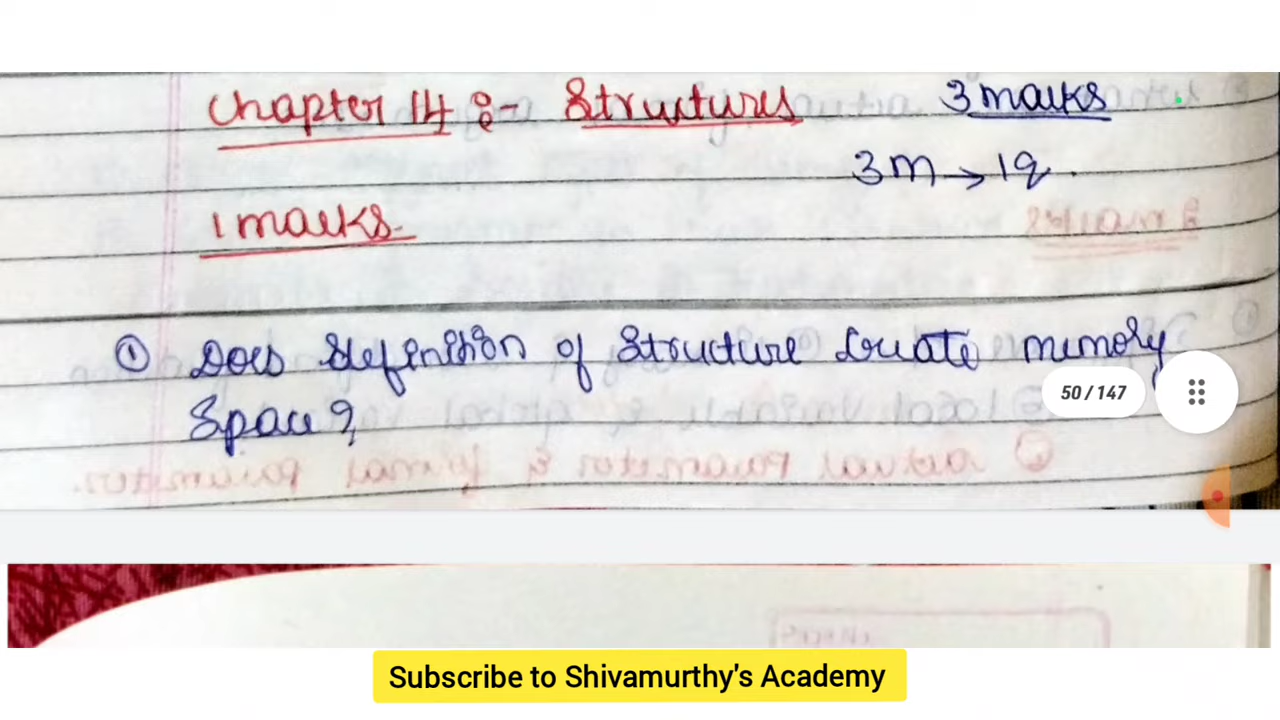 Chapter 14 :- Structures 3 marks
3M → 1q.
1 marks.
① Does definition of structure create memory
Space?
50 / 147
Subscribe to Shivamurthy's Academy